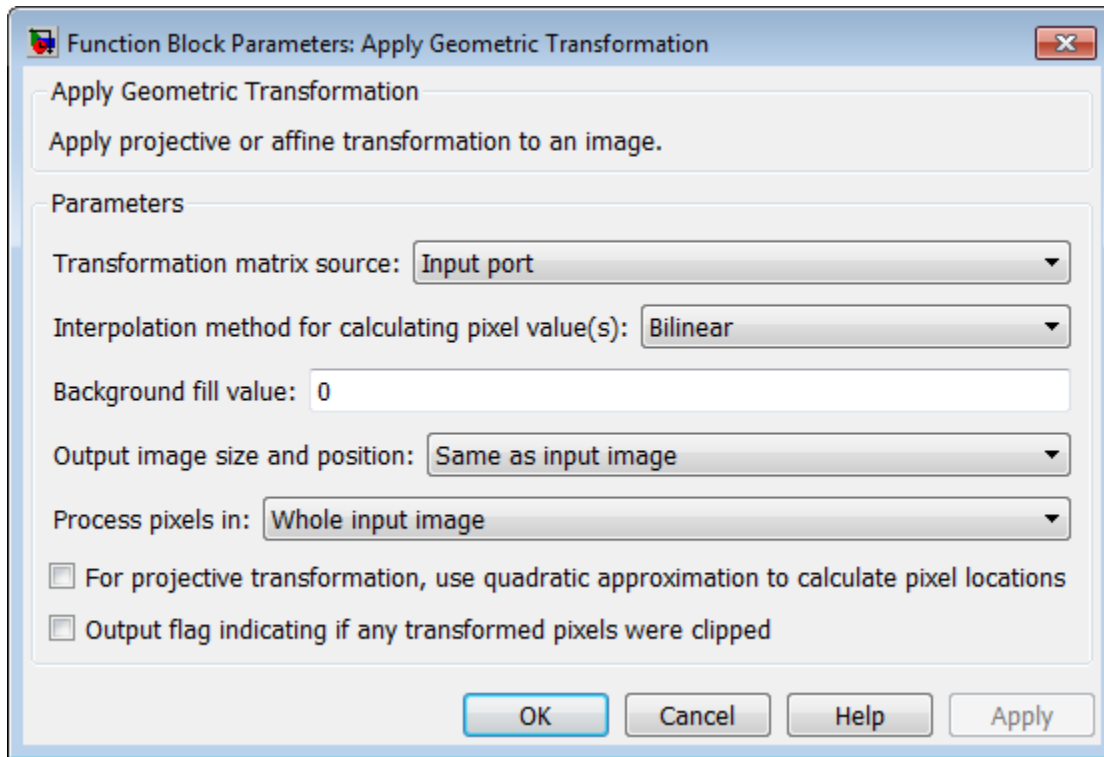 Function Block Parameters: Apply Geometric Transformation
Apply Geometric Transformation
Apply projective or affine transformation to an image.
Parameters
Transformation matrix source: Input port
Interpolation method for calculating pixel value(s): Bilinear
Background fill value: 0
Output image size and position: Same as input image
Process pixels in: Whole input image
For projective transformation, use quadratic approximation to calculate pixel locations
Output flag indicating if any transformed pixels were clipped
OK Cancel Help Apply